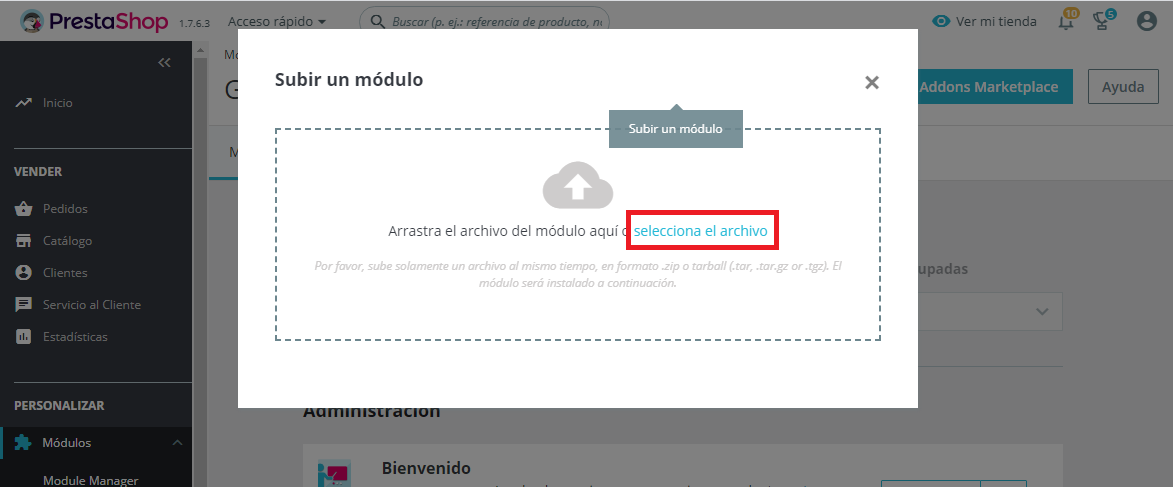 PrestaShop 1.7.6.3 Acceso rápido Buscar (p. ej.: referencia de producto, Ver mi tienda 10 5
Subir un módulo
Addons Marketplace Ayuda
Inicio
Subir un módulo
VENDER
Pedidos
Arrastra el archivo del módulo aquí selecciona el archivo
Catálogo
Clientes
Por favor, sube solamente un archivo al mismo tiempo, en formato .zip o tarball (.tar, .tar.gz or .tgz). El
módulo será instalado a continuación.
Servicio al Cliente
Estadísticas
PERSONALIZAR
Administración
Módulos
Bienvenido
Module Manager